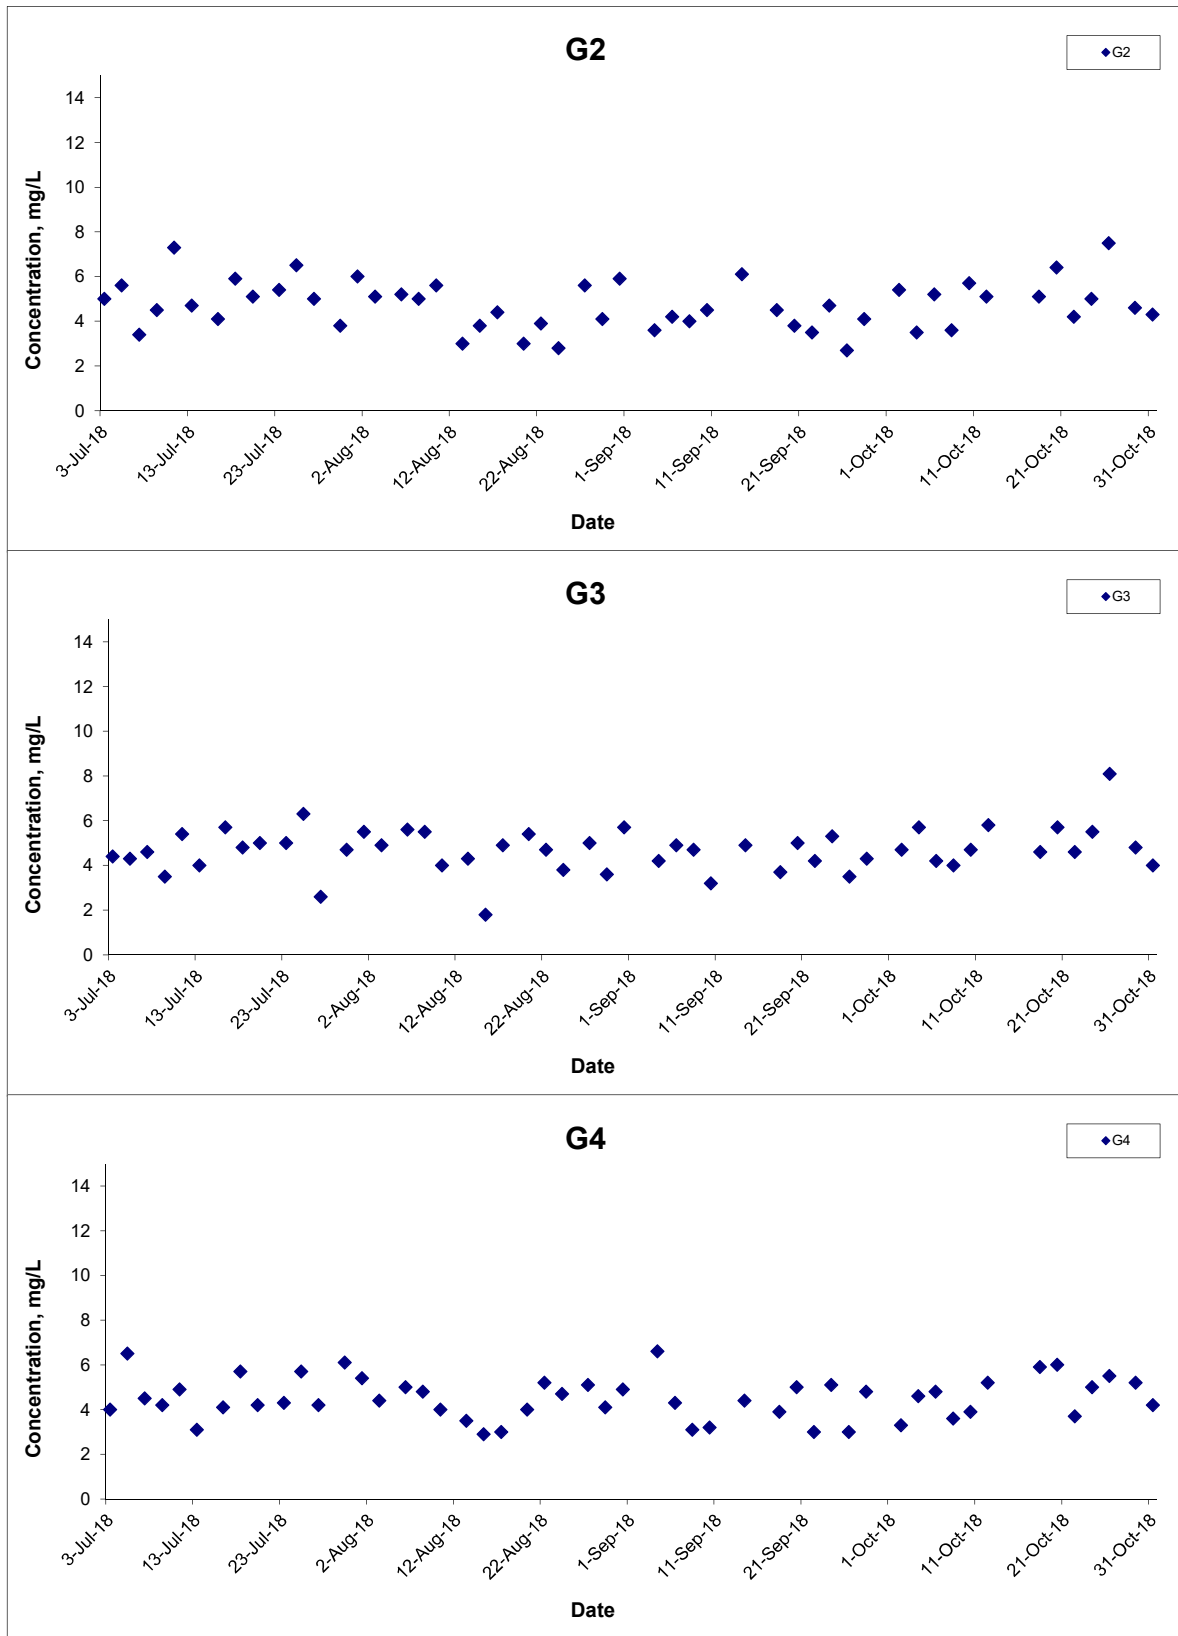 G2
G2
14
12
10
8
6
4
2
0
Concentration, mg/L
3-Jul-18 13-Jul-18 23-Jul-18 2-Aug-18 12-Aug-18 22-Aug-18 1-Sep-18 11-Sep-18 21-Sep-18 1-Oct-18 11-Oct-18 21-Oct-18 31-Oct-18
Date
G3
G3
14
12
10
8
6
4
2
0
Concentration, mg/L
3-Jul-18 13-Jul-18 23-Jul-18 2-Aug-18 12-Aug-18 22-Aug-18 1-Sep-18 11-Sep-18 21-Sep-18 1-Oct-18 11-Oct-18 21-Oct-18 31-Oct-18
Date
G4
G4
14
12
10
8
6
4
2
0
Concentration, mg/L
3-Jul-18 13-Jul-18 23-Jul-18 2-Aug-18 12-Aug-18 22-Aug-18 1-Sep-18 11-Sep-18 21-Sep-18 1-Oct-18 11-Oct-18 21-Oct-18 31-Oct-18
Date